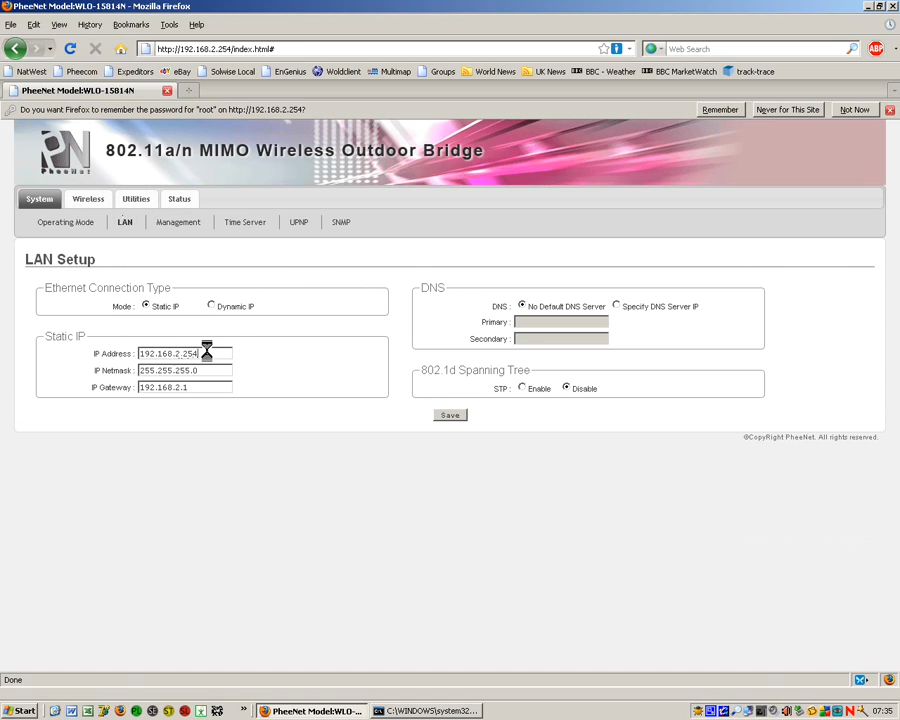 PheeNet Model:WLO-15814N - Mozilla Firefox
File Edit View History Bookmarks Tools Help
http://192.168.2.254/index.html#
Web Search
ABP
NatWest Pheecom Expeditors eBay Solwise Local EnGenius Worldclient Multimap Groups World News UK News BBC - Weather BBC MarketWatch track-trace
PheeNet Model:WLO-15814N
Do you want Firefox to remember the password for "root" on http://192.168.2.254?
Remember Never for This Site Not Now
PN
PheeNet
802.11a/n MIMO Wireless Outdoor Bridge
System Wireless Utilities Status
Operating Mode LAN Management Time Server UPNP SNMP
LAN Setup
Ethernet Connection Type
Mode : Static IP Dynamic IP
DNS
DNS : No Default DNS Server Specify DNS Server IP
Primary :
Secondary :
Static IP
IP Address : 192.168.2.254
IP Netmask : 255.255.255.0
IP Gateway : 192.168.2.1
802.1d Spanning Tree
STP : Enable Disable
Save
©CopyRight PheeNet. All rights reserved.
Done
Start
PheeNet Model:WLO-...
C:\WINDOWS\system32...
07:35